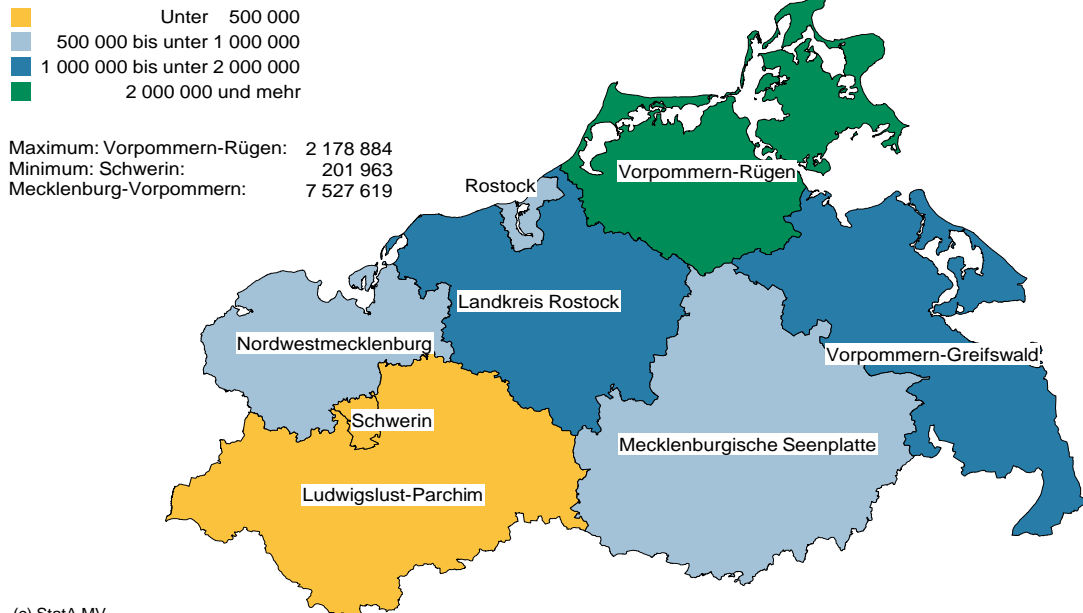 Unter 500 000
500 000 bis unter 1 000 000
1 000 000 bis unter 2 000 000
2 000 000 und mehr
Maximum: Vorpommern-Rügen: 2 178 884
Minimum: Schwerin: 201 963
Mecklenburg-Vorpommern: 7 527 619
Vorpommern-Rügen
Rostock
Landkreis Rostock
Nordwestmecklenburg
Vorpommern-Greifswald
Schwerin
Mecklenburgische Seenplatte
Ludwigslust-Parchim
(c) StatA MV